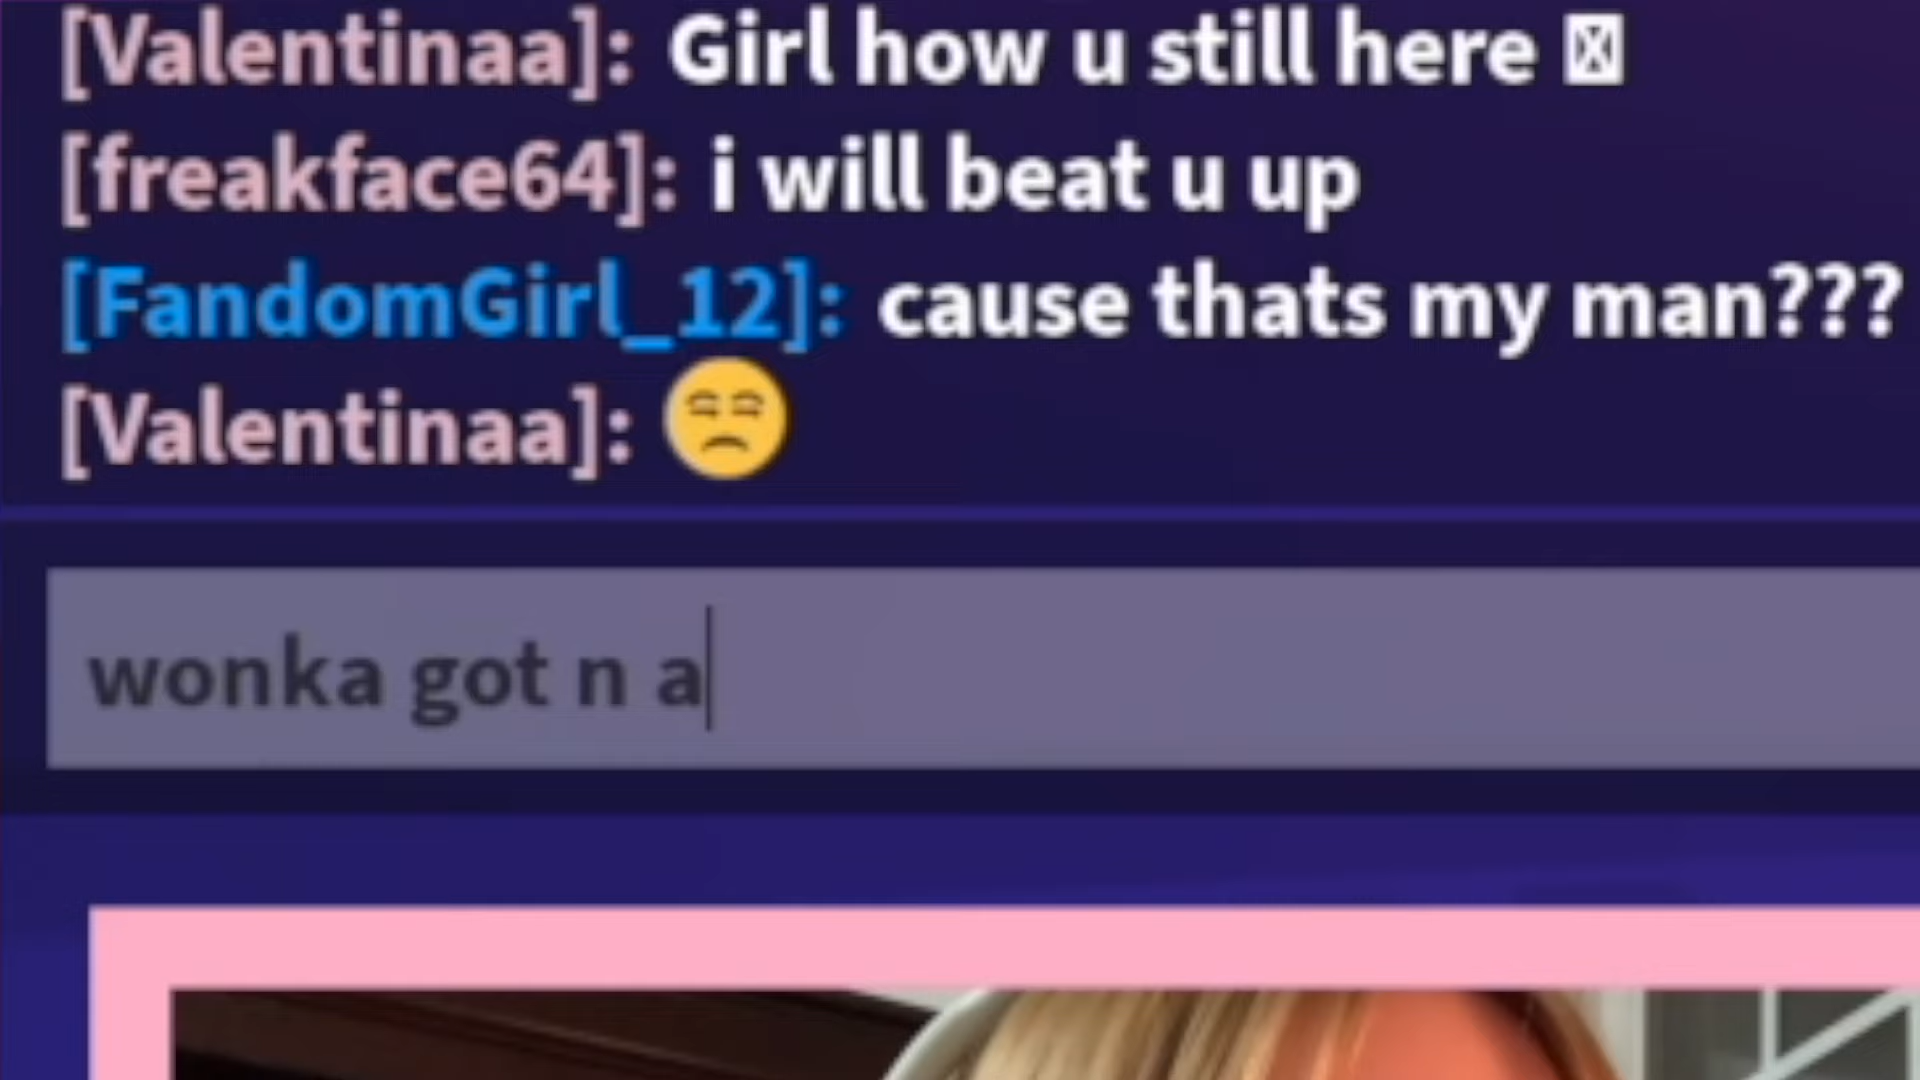 [Valentinaa]: Girl how u still here
[freakface64]: i will beat u up
[FandomGirl_12]: cause thats my man???
[Valentinaa]: 😒
wonka got n a